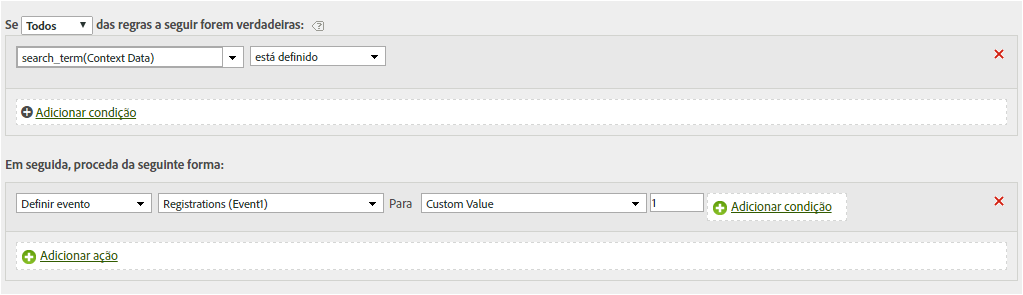 Se Todos das regras a seguir forem verdadeiras: ?
search_term(Context Data) está definido
Adicionar condição
Em seguida, proceda da seguinte forma:
Definir evento Registrations (Event1) Para Custom Value 1 Adicionar condição
Adicionar ação